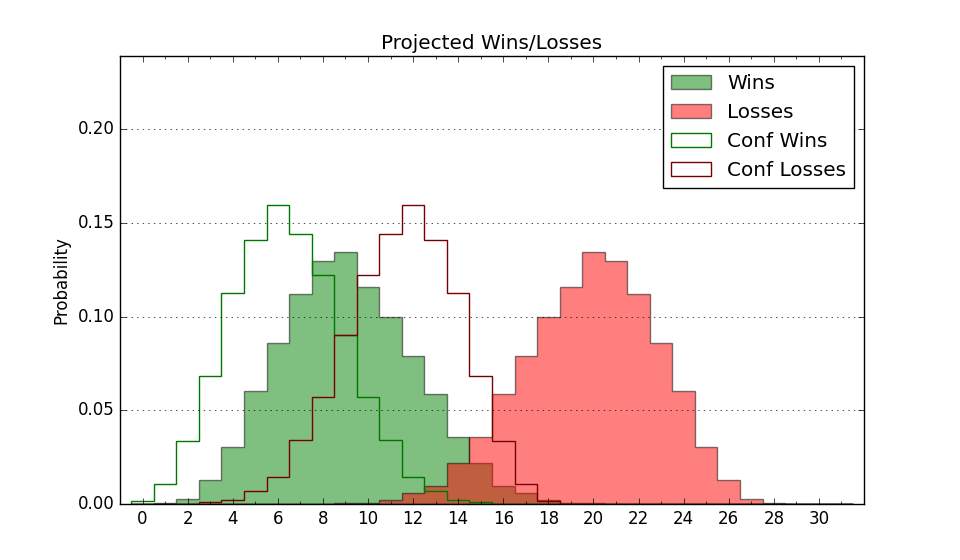 Projected Wins/Losses
Wins
Losses
Conf Wins
Conf Losses
Probability
0.20
0.15
0.10
0.05
0.00
0 2 4 6 8 10 12 14 16 18 20 22 24 26 28 30